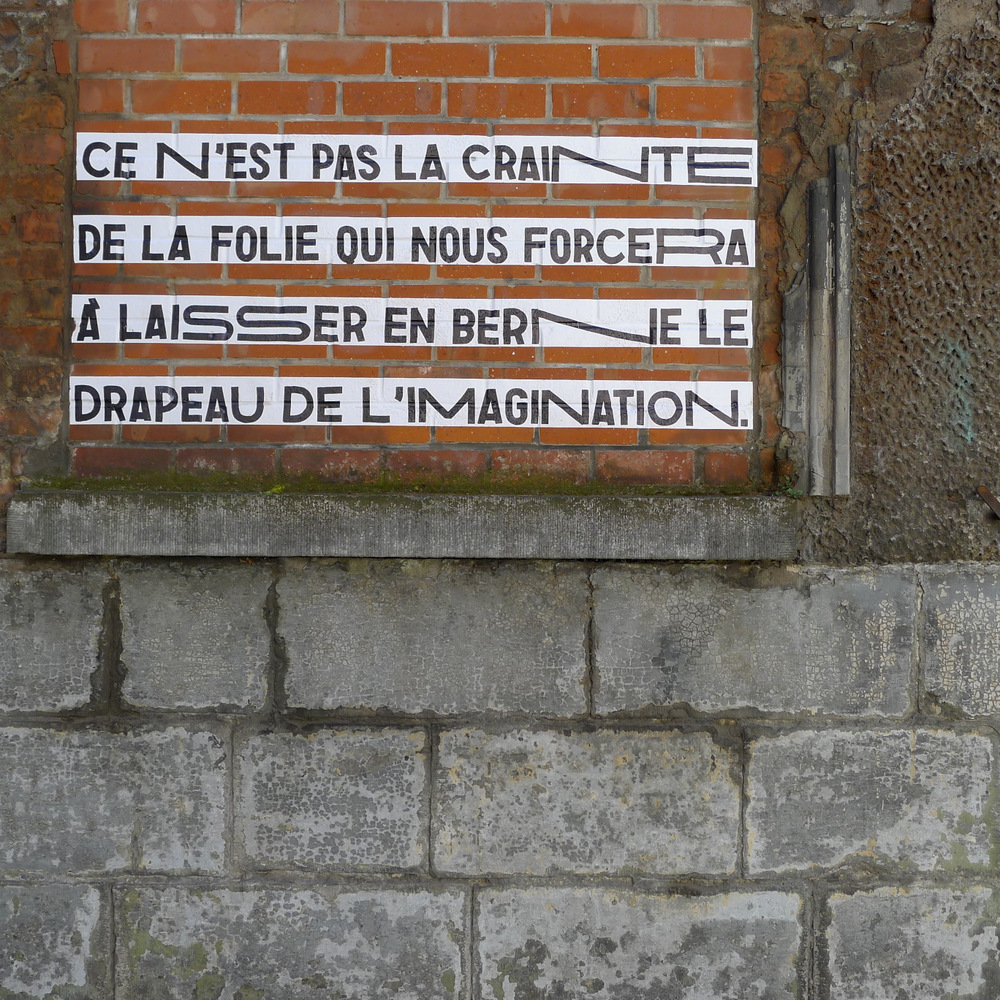 CE N'EST PAS LA CRAINTE
DE LA FOLIE QUI NOUS FORCERA
À LAISSER EN BERNE LE
DRAPEAU DE L'IMAGINATION.